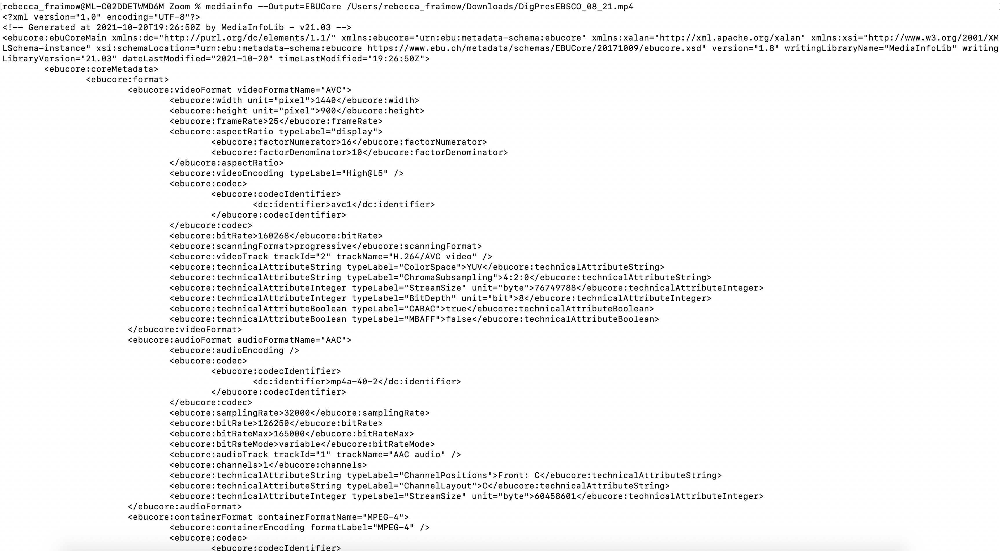 rebecca_fraimow@ML-C02DDETWMD6M Zoom % mediainfo --Output=EBUCore /Users/rebecca_fraimow/Downloads/DigPresEBSCO_08_21.mp4
<?xml version="1.0" encoding="UTF-8"?>
<!-- Generated at 2021-10-20T19:26:50Z by MediaInfoLib - v21.03 -->
<ebucore:ebuCoreMain xmlns:dc="http://purl.org/dc/elements/1.1/" xmlns:ebucore="urn:ebu:metadata-schema:ebucore" xmlns:xalan="http://xml.apache.org/xalan" xmlns:xsi="http://www.w3.org/2001/XM
LSchema-instance" xsi:schemaLocation="urn:ebu:metadata-schema:ebucore https://www.ebu.ch/metadata/schemas/EBUCore/20171009/ebucore.xsd" version="1.8" writingLibraryName="MediaInfoLib" writing
LibraryVersion="21.03" dateLastModified="2021-10-20" timeLastModified="19:26:50Z">
<ebucore:coreMetadata>
<ebucore:format>
<ebucore:videoFormat videoFormatName="AVC">
<ebucore:width unit="pixel">1440</ebucore:width>
<ebucore:height unit="pixel">900</ebucore:height>
<ebucore:frameRate>25</ebucore:frameRate>
<ebucore:aspectRatio typeLabel="display">
<ebucore:factorNumerator>16</ebucore:factorNumerator>
<ebucore:factorDenominator>10</ebucore:factorDenominator>
</ebucore:aspectRatio>
<ebucore:videoEncoding typeLabel="High@L5" />
<ebucore:codec>
<ebucore:codecIdentifier>
<dc:identifier>avc1</dc:identifier>
</ebucore:codecIdentifier>
</ebucore:codec>
<ebucore:bitRate>160268</ebucore:bitRate>
<ebucore:scanningFormat>progressive</ebucore:scanningFormat>
<ebucore:videoTrack trackId="2" trackName="H.264/AVC video" />
<ebucore:technicalAttributeString typeLabel="ColorSpace">YUV</ebucore:technicalAttributeString>
<ebucore:technicalAttributeString typeLabel="ChromaSubsampling">4:2:0</ebucore:technicalAttributeString>
<ebucore:technicalAttributeInteger typeLabel="StreamSize" unit="byte">76749788</ebucore:technicalAttributeInteger>
<ebucore:technicalAttributeInteger typeLabel="BitDepth" unit="bit">8</ebucore:technicalAttributeInteger>
<ebucore:technicalAttributeBoolean typeLabel="CABAC">true</ebucore:technicalAttributeBoolean>
<ebucore:technicalAttributeBoolean typeLabel="MBAFF">false</ebucore:technicalAttributeBoolean>
</ebucore:videoFormat>
<ebucore:audioFormat audioFormatName="AAC">
<ebucore:audioEncoding />
<ebucore:codec>
<ebucore:codecIdentifier>
<dc:identifier>mp4a-40-2</dc:identifier>
</ebucore:codecIdentifier>
</ebucore:codec>
<ebucore:samplingRate>32000</ebucore:samplingRate>
<ebucore:bitRate>126250</ebucore:bitRate>
<ebucore:bitRateMax>165000</ebucore:bitRateMax>
<ebucore:bitRateMode>variable</ebucore:bitRateMode>
<ebucore:audioTrack trackId="1" trackName="AAC audio" />
<ebucore:channels>1</ebucore:channels>
<ebucore:technicalAttributeString typeLabel="ChannelPositions">Front: C</ebucore:technicalAttributeString>
<ebucore:technicalAttributeString typeLabel="ChannelLayout">C</ebucore:technicalAttributeString>
<ebucore:technicalAttributeInteger typeLabel="StreamSize" unit="byte">60458601</ebucore:technicalAttributeInteger>
</ebucore:audioFormat>
<ebucore:containerFormat containerFormatName="MPEG-4">
<ebucore:containerEncoding formatLabel="MPEG-4" />
<ebucore:codec>
<ebucore:codecIdentifier>